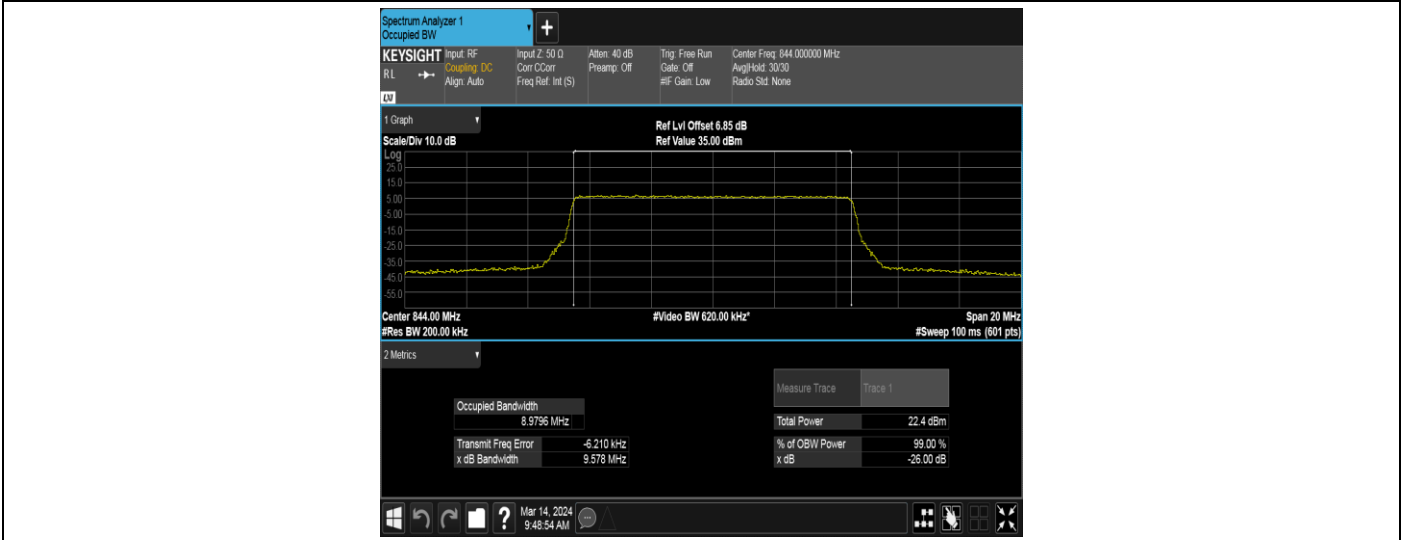 Spectrum Analyzer 1
Occupied BW
+
KEYSIGHT Input: RF Input Z: 50 Ω Atten: 40 dB Trig: Free Run Center Freq: 844.000000 MHz
RL Coupling: DC Corr CCorr Preamp: Off Gate: Off Avg|Hold: 30/30
Align: Auto Freq Ref: Int (S) #IF Gain: Low Radio Std: None
LXI
1 Graph Ref Lvl Offset 6.85 dB
Scale/Div 10.0 dB Ref Value 35.00 dBm
Log
25.0
15.0
5.00
-5.00
-15.0
-25.0
-35.0
-45.0
-55.0
Center 844.00 MHz #Video BW 620.00 kHz* Span 20 MHz
#Res BW 200.00 kHz #Sweep 100 ms (601 pts)
2 Metrics
Measure Trace Trace 1
Occupied Bandwidth
8.9796 MHz Total Power 22.4 dBm
Transmit Freq Error -6.210 kHz % of OBW Power 99.00 %
x dB Bandwidth 9.578 MHz x dB -26.00 dB
? Mar 14, 2024
9:48:54 AM